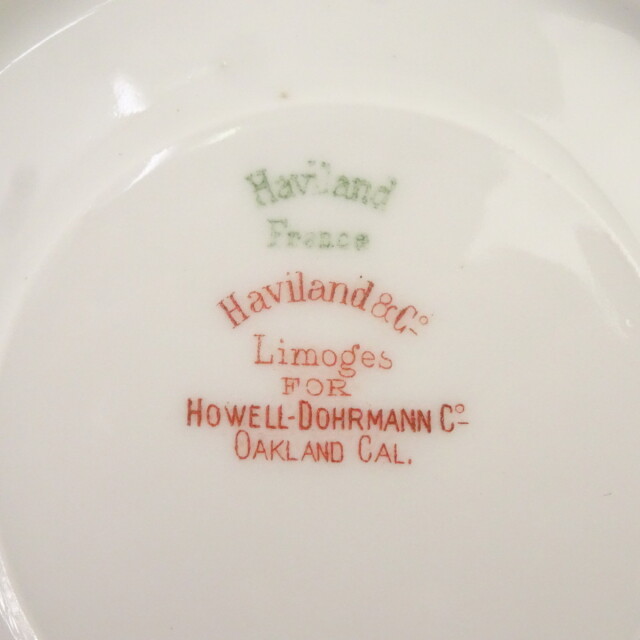 Haviland
France
Haviland & Co.
Limoges
FOR
HOWELL-DOHRMANN Co.
OAKLAND CAL.